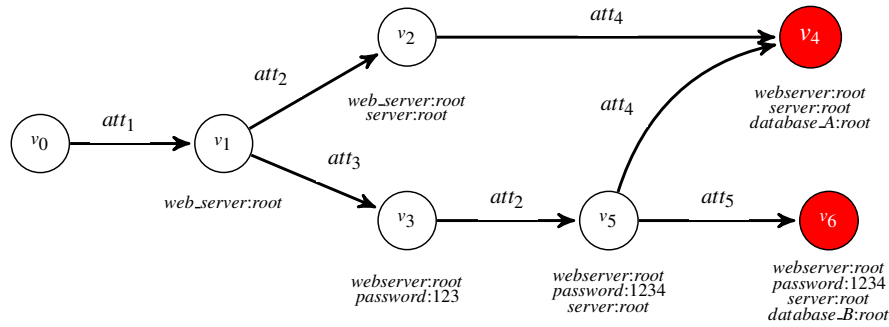 att4
v2
v4
att2
web_server:root
server:root
webserver:root
server:root
database_A:root
att1
att4
v0
v1
att3
web_server:root
att2
att5
v3
v5
v6
webserver:root
password:123
webserver:root
password:1234
server:root
webserver:root
password:1234
server:root
database_B:root